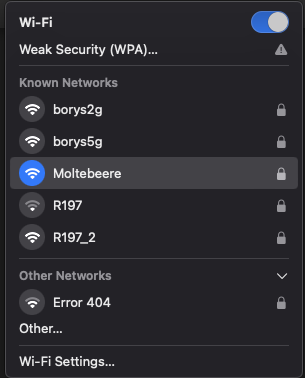 Wi-Fi
Weak Security (WPA)...
Known Networks
borys2g
borys5g
Moltebeere
R197
R197_2
Other Networks
Error 404
Other...
Wi-Fi Settings...